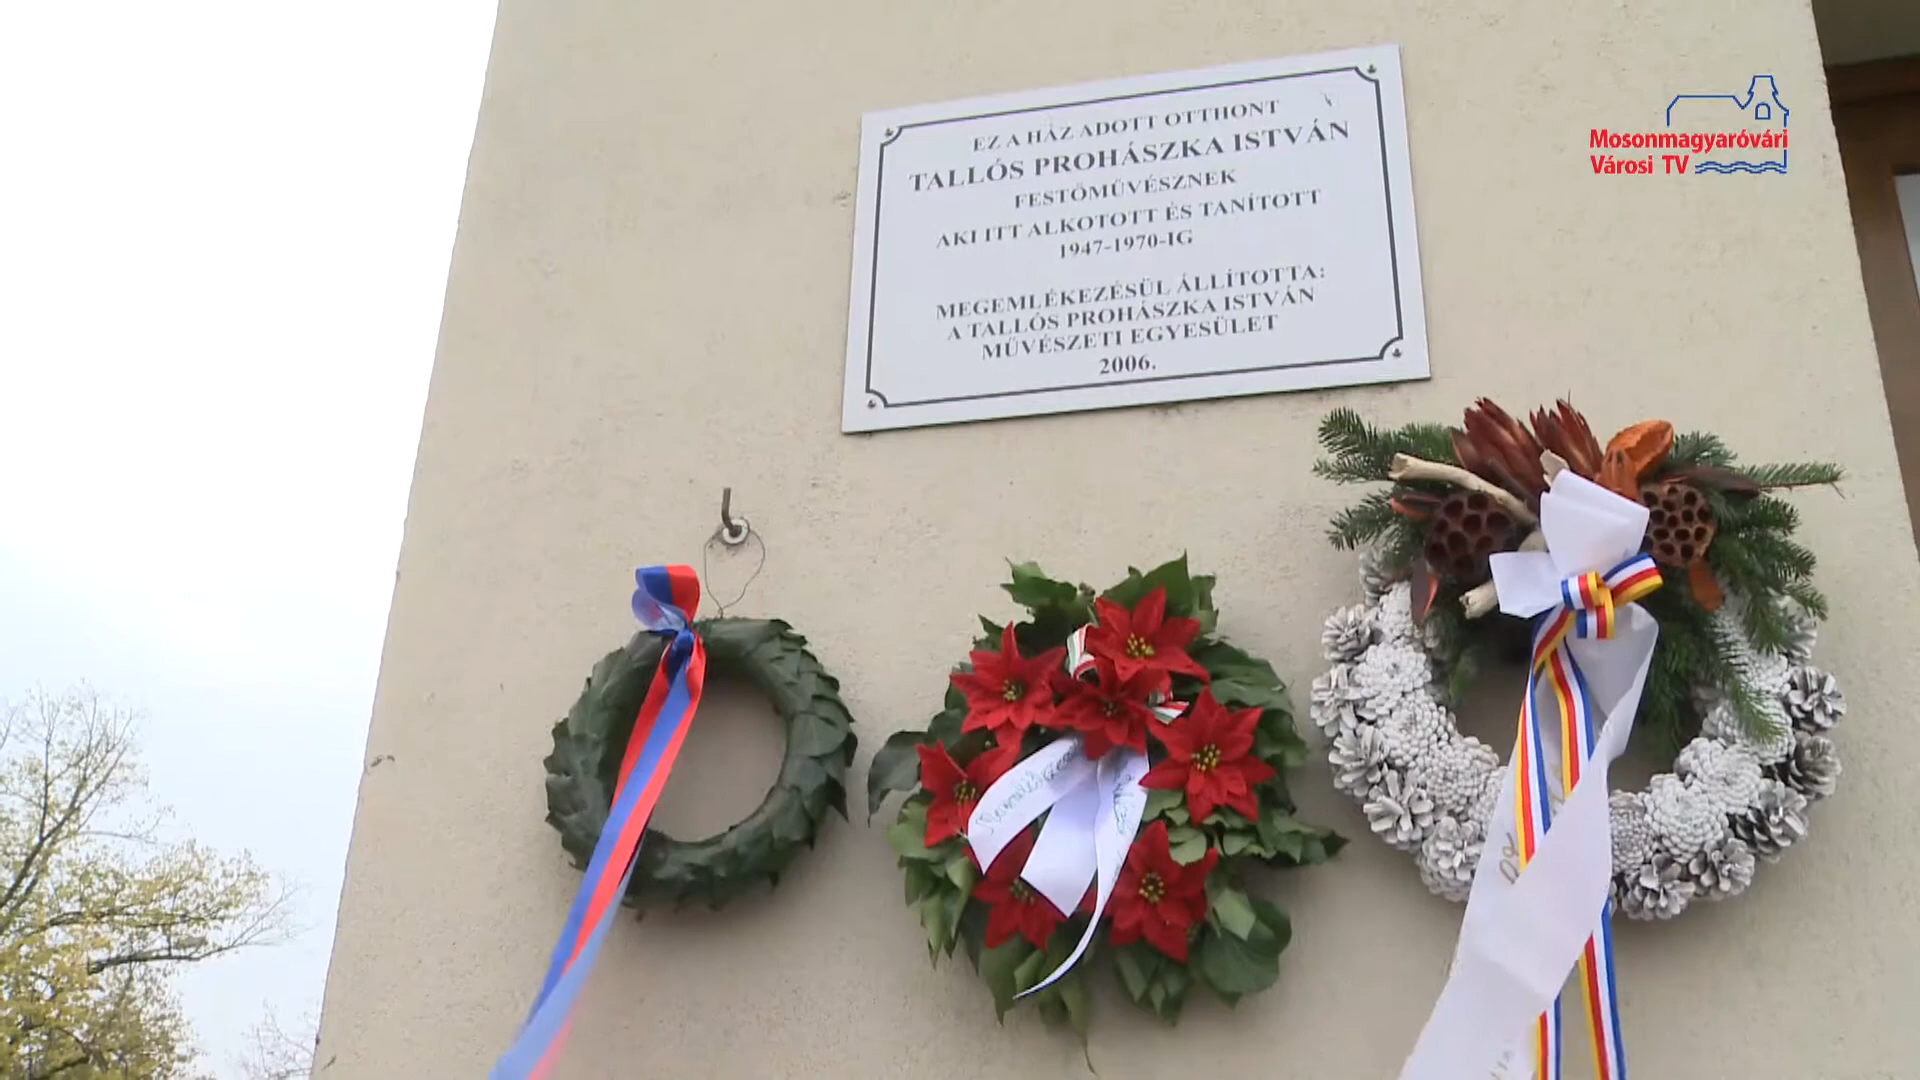 EZ A HÁZ ADOTT OTTHONT
TALLÓS PROHÁSZKA ISTVÁN
FESTŐMŰVÉSZNEK
AKI ITT ALKOTOTT ÉS TANÍTOTT
1947-1970-IG
MEGEMLÉKEZÉSÜL ÁLLÍTOTTA:
A TALLÓS PROHÁSZKA ISTVÁN
MŰVÉSZETI EGYESÜLET
2006.
Mosonmagyaróvári
Városi TV